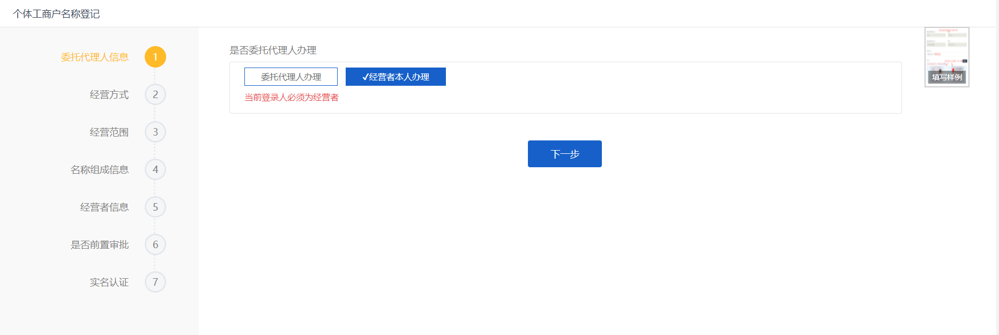 个体工商户名称登记
委托代理人信息 1
经营方式 2
经营范围 3
名称组成信息 4
经营者信息 5
是否前置审批 6
实名认证 7
是否委托代理人办理
委托代理人办理 ✓经营者本人办理
当前登录人必须为经营者
下一步
填写样例